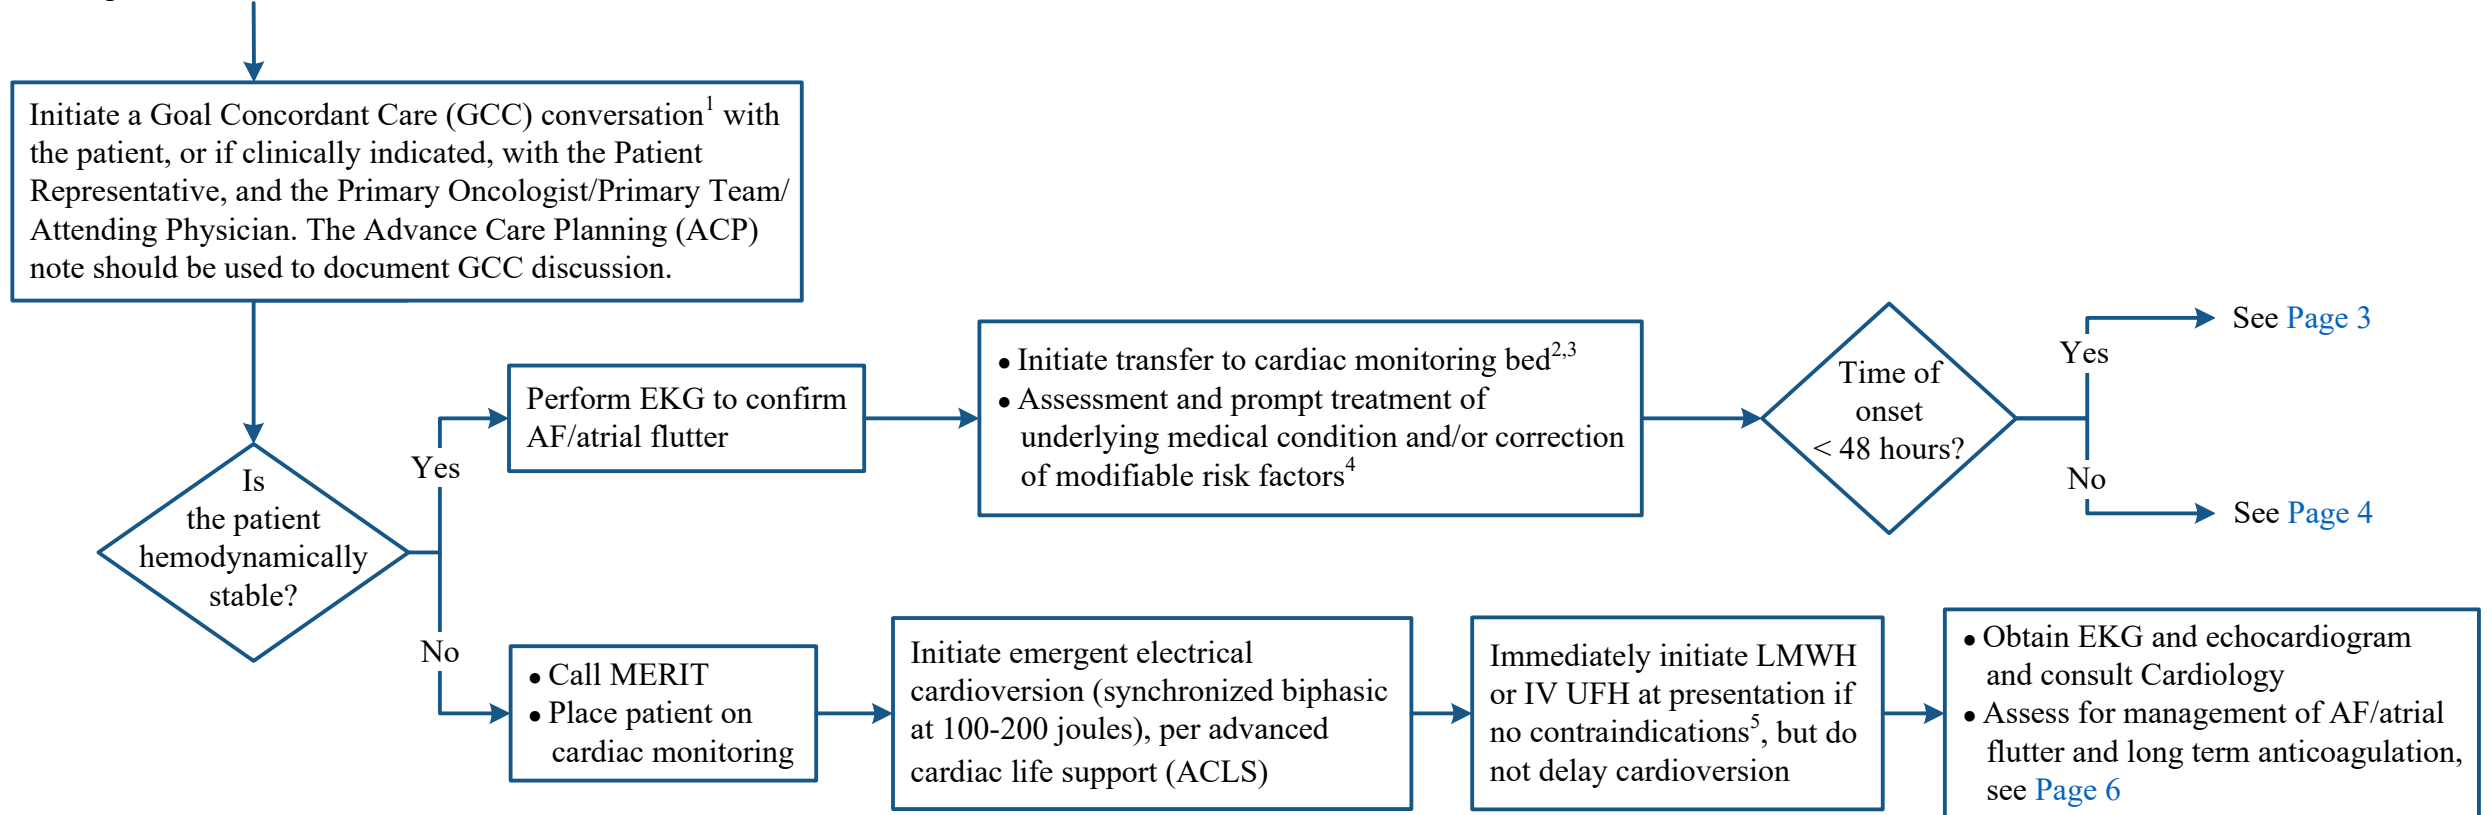 Initiate a Goal Concordant Care (GCC) conversation1 with
the patient, or if clinically indicated, with the Patient
Representative, and the Primary Oncologist/Primary Team/
Attending Physician. The Advance Care Planning (ACP)
note should be used to document GCC discussion.
Is
the patient
hemodynamically
stable?
Yes
Perform EKG to confirm
AF/atrial flutter
● Initiate transfer to cardiac monitoring bed2,3
● Assessment and prompt treatment of
underlying medical condition and/or correction
of modifiable risk factors4
Time of
onset
< 48 hours?
Yes
See Page 3
No
See Page 4
No
● Call MERIT
● Place patient on
cardiac monitoring
Initiate emergent electrical
cardioversion (synchronized biphasic
at 100-200 joules), per advanced
cardiac life support (ACLS)
Immediately initiate LMWH
or IV UFH at presentation if
no contraindications5, but do
not delay cardioversion
● Obtain EKG and echocardiogram
and consult Cardiology
● Assess for management of AF/atrial
flutter and long term anticoagulation,
see Page 6